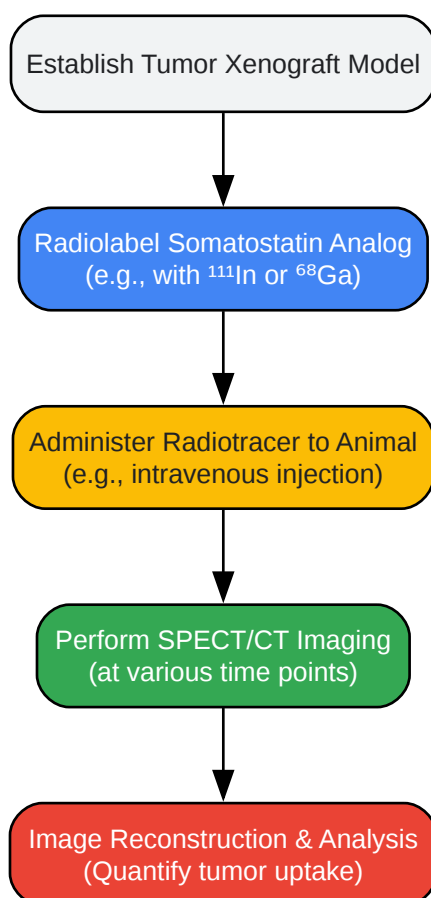 Establish Tumor Xenograft Model
Radiolabel Somatostatin Analog
(e.g., with ¹¹¹In or ⁶⁸Ga)
Administer Radiotracer to Animal
(e.g., intravenous injection)
Perform SPECT/CT Imaging
(at various time points)
Image Reconstruction & Analysis
(Quantify tumor uptake)